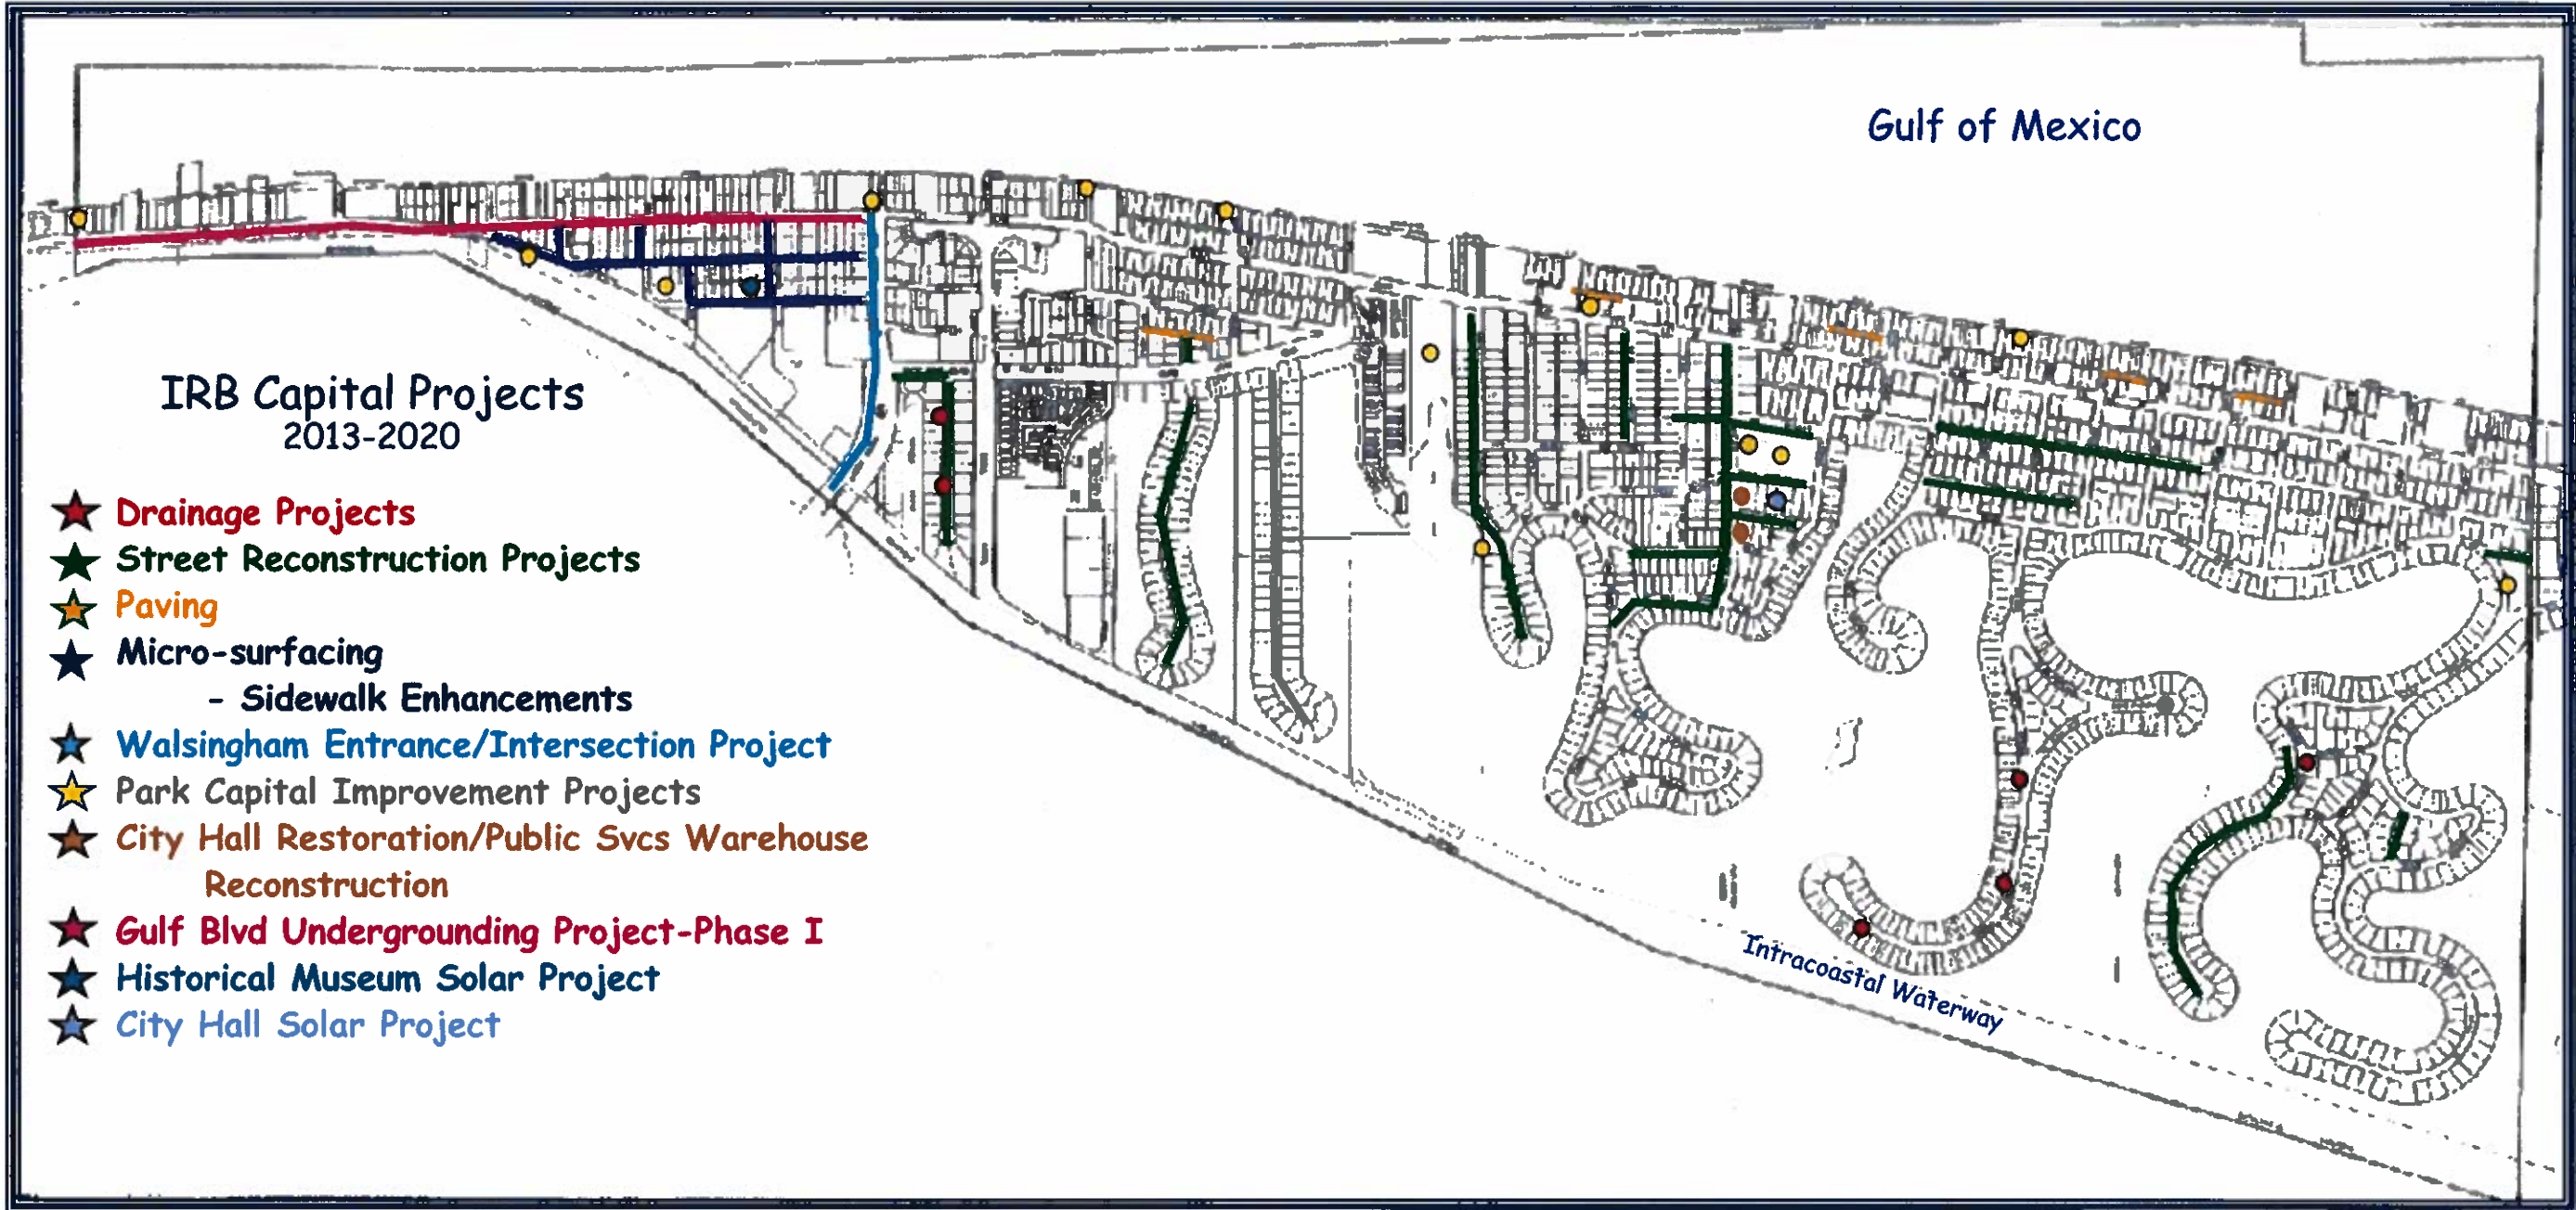 Gulf of Mexico
IRB Capital Projects
2013-2020
Drainage Projects
Street Reconstruction Projects
Paving
Micro-surfacing
- Sidewalk Enhancements
Walsingham Entrance/Intersection Project
Park Capital Improvement Projects
City Hall Restoration/Public Svcs Warehouse
Reconstruction
Gulf Blvd Undergrounding Project-Phase I
Historical Museum Solar Project
City Hall Solar Project
Intracoastal Waterway